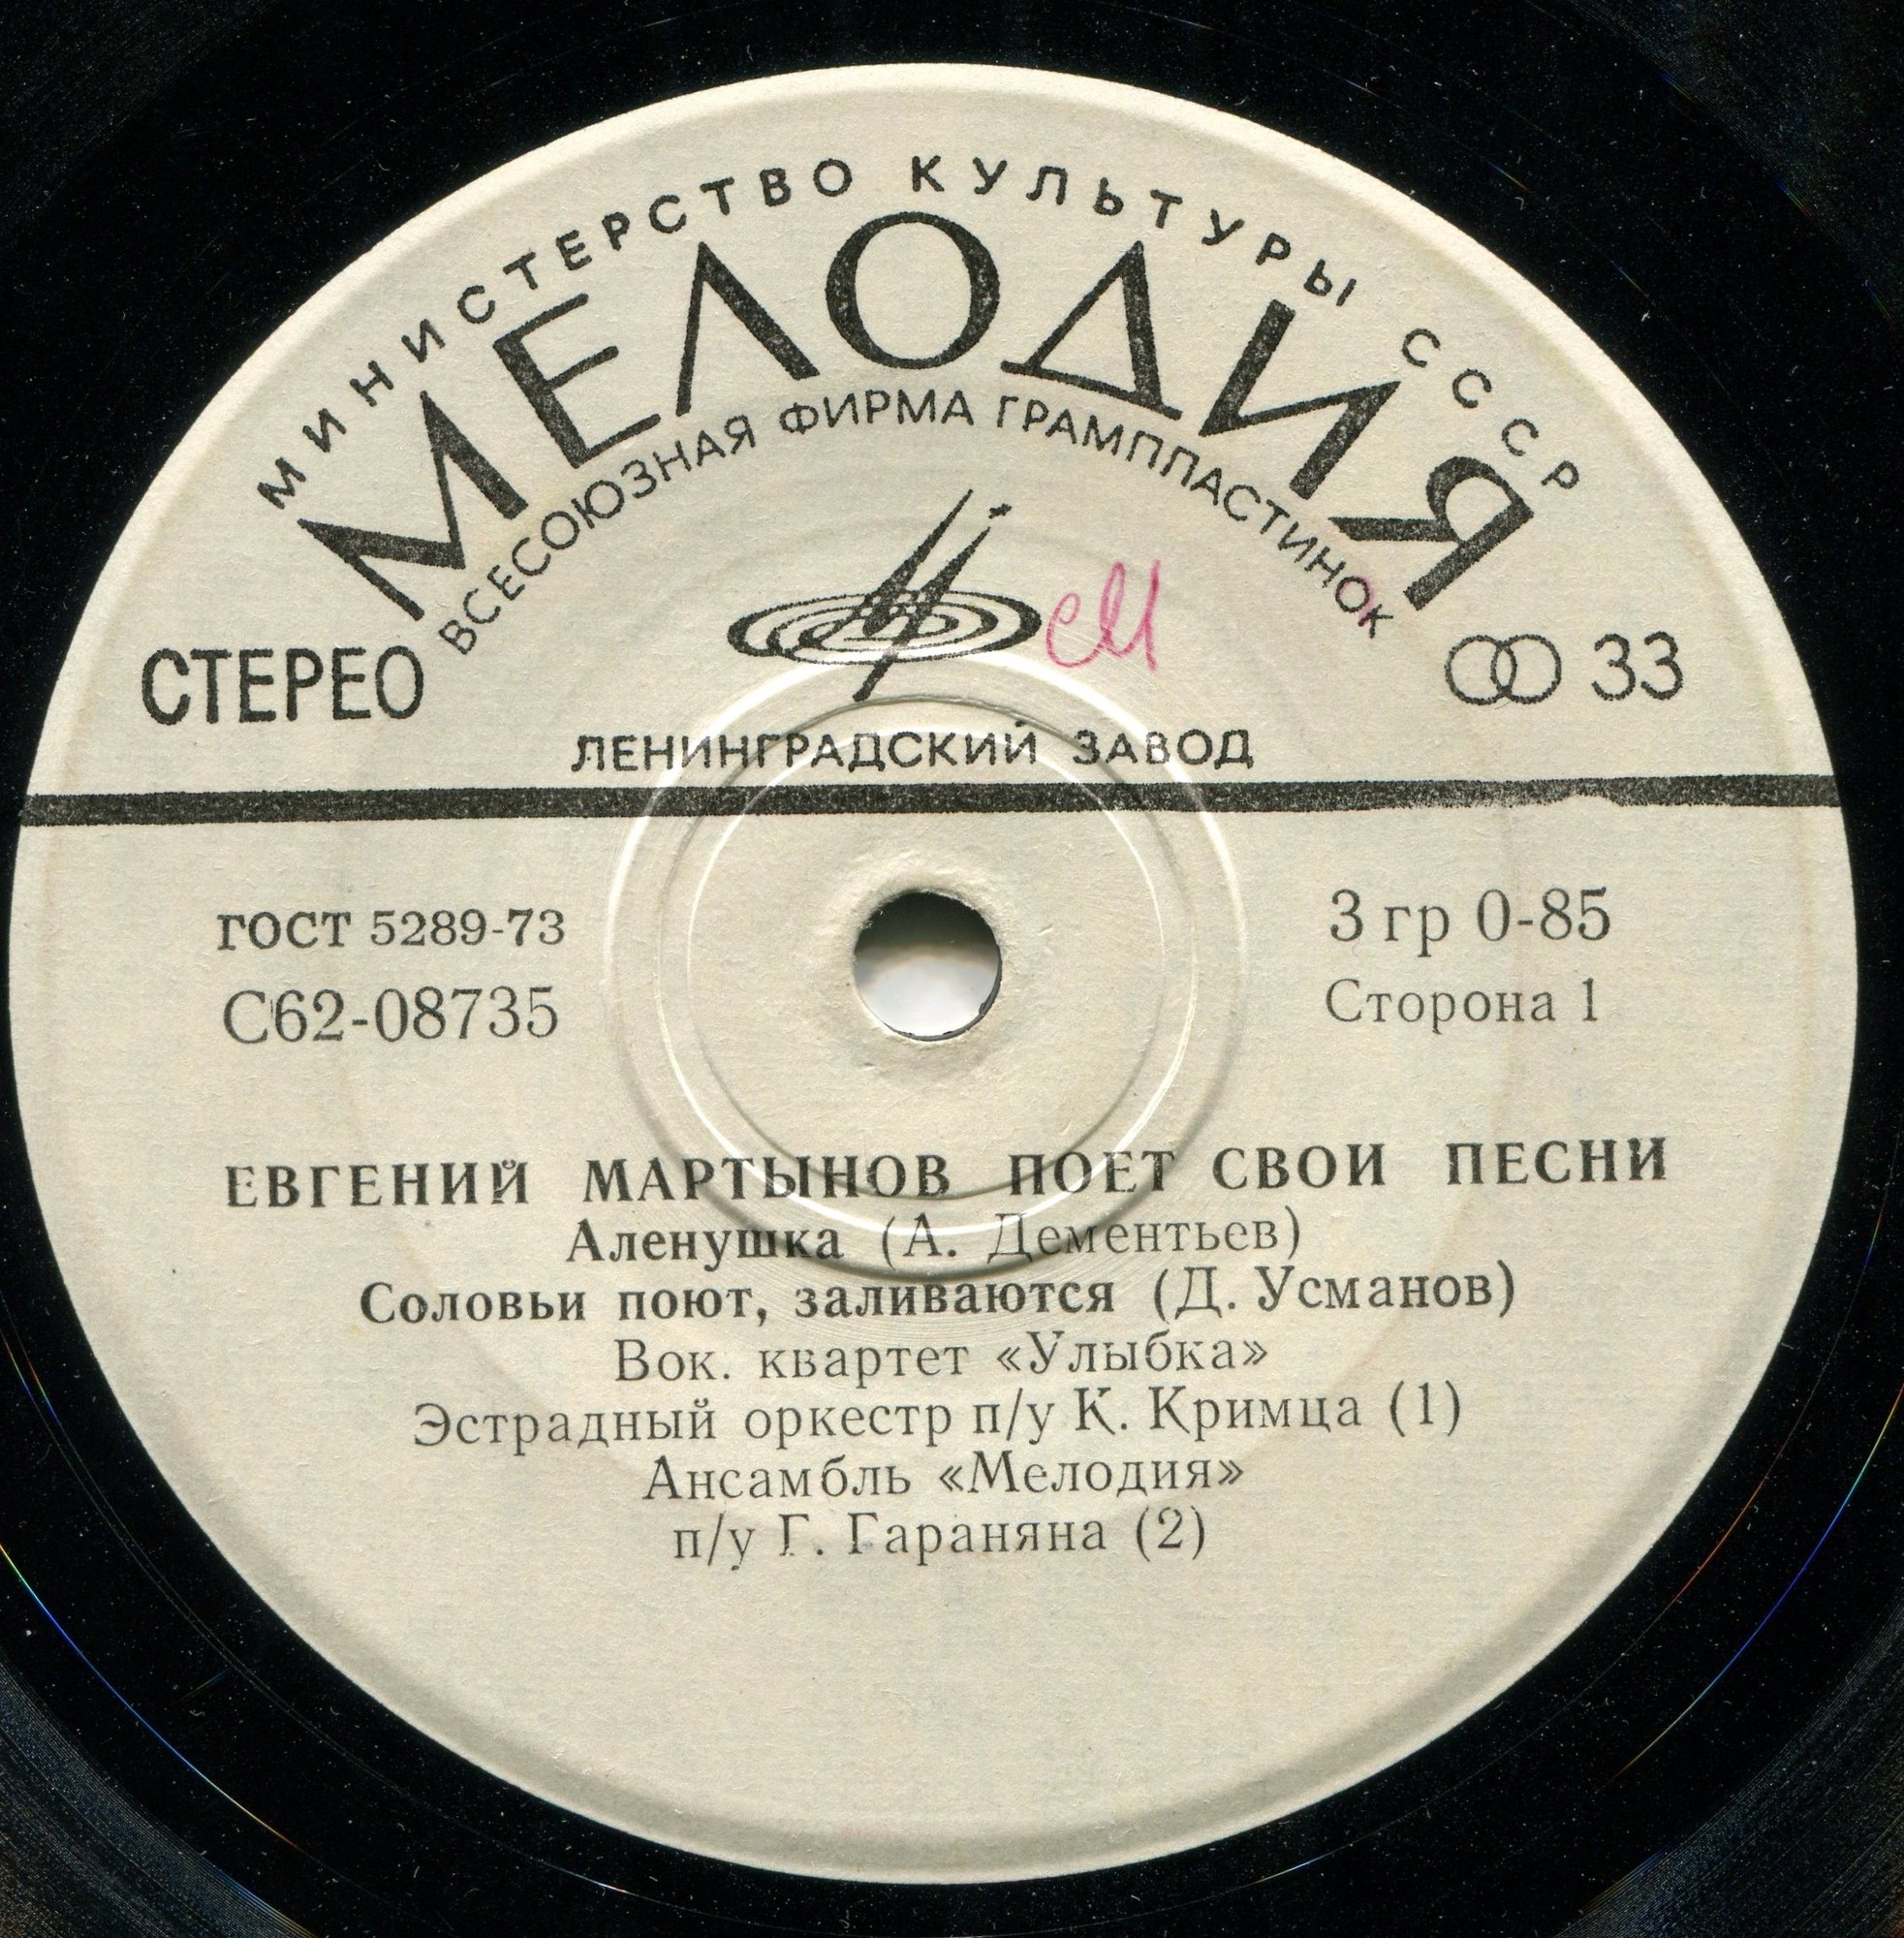 МИНИСТЕРСТВО КУЛЬТУРЫ СССР
МЕЛОДИЯ
ВСЕСОЮЗНАЯ ФИРМА ГРАМПЛАСТИНОК
СТЕРЕО
33
ЛЕНИНГРАДСКИЙ ЗАВОД
ГОСТ 5289-73
3 гр 0-85
С62-08735
Сторона 1
ЕВГЕНИЙ МАРТЫНОВ ПОЕТ СВОИ ПЕСНИ
Аленушка (А. Дементьев)
Соловьи поют, заливаются (Д. Усманов)
Вок. квартет «Улыбка»
Эстрадный оркестр п/у К. Кримца (1)
Ансамбль «Мелодия»
п/у Г. Гараняна (2)